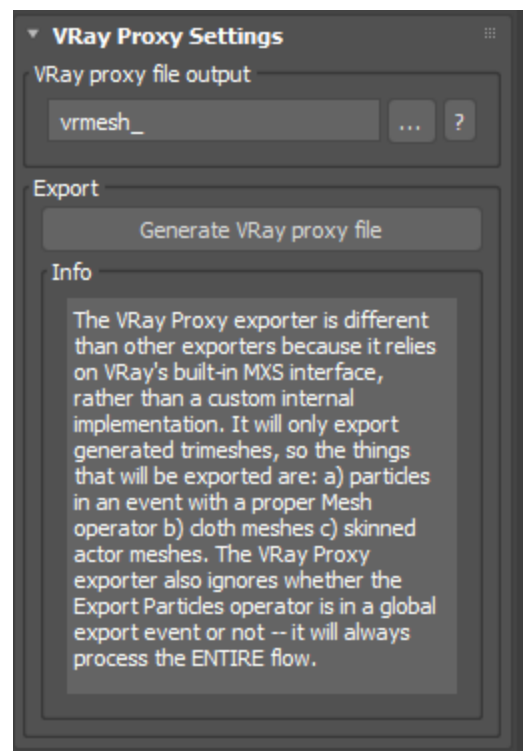 VRay Proxy Settings
VRay proxy file output
vrmesh_
...
?
Export
Generate VRay proxy file
Info
The VRay Proxy exporter is different
than other exporters because it relies
on VRay's built-in MXS interface,
rather than a custom internal
implementation. It will only export
generated trimeshes, so the things
that will be exported are: a) particles
in an event with a proper Mesh
operator b) cloth meshes c) skinned
actor meshes. The VRay Proxy
exporter also ignores whether the
Export Particles operator is in a global
export event or not -- it will always
process the ENTIRE flow.